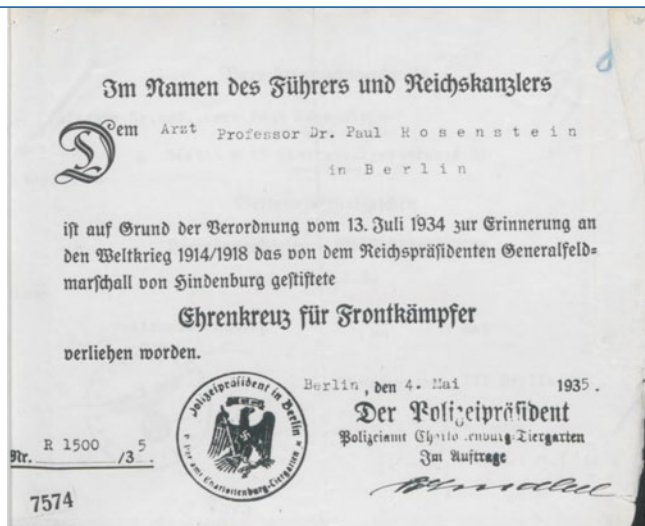 Im Namen des Führers und Reichskanzlers
Dem Arzt Professor Dr. Paul Rosenstein
in Berlin
ist auf Grund der Verordnung vom 13. Juli 1934 zur Erinnerung an
den Weltkrieg 1914/1918 das von dem Reichspräsidenten Generalfeld=
marschall von Hindenburg gestiftete
Ehrenkreuz für Frontkämpfer
verliehen worden.
Berlin, den 4. Mai 1935.
Der Polizeipräsident
Polizeiamt Charlottenburg-Tiergarten
Im Auftrage
Polizeipräsident in Berlin
Charlottenburg-Tiergarten
Nr. R 1500 /35.
7574